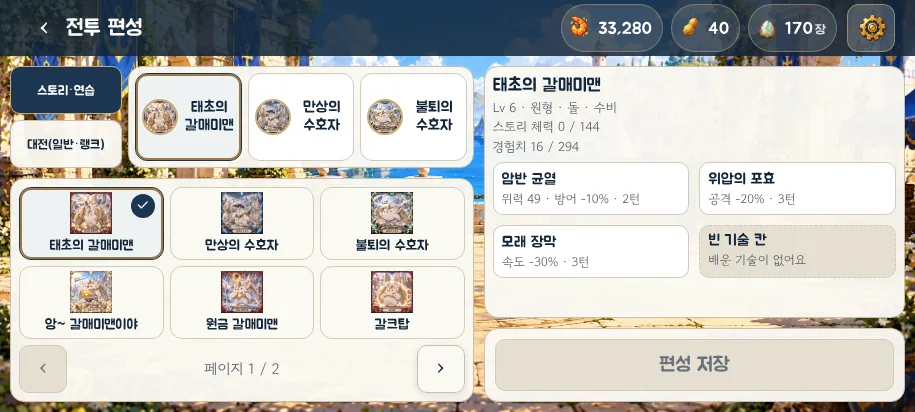 전투 편성
33,280
40
170장
스토리·연습
대전(일반·랭크)
태초의
갈매미맨
만상의
수호자
불퇴의
수호자
태초의 갈매미맨
만상의 수호자
불퇴의 수호자
앙~ 갈매미맨이야
원금 갈매미맨
갈크탑
페이지 1 / 2
태초의 갈매미맨
Lv 6 · 원형 · 돌 · 수비
스토리 체력 0 / 144
경험치 16 / 294
암반 균열
위력 49 · 방어 -10% · 2턴
위압의 포효
공격 -20% · 3턴
모래 장막
속도 -30% · 3턴
빈 기술 칸
배운 기술이 없어요
편성 저장